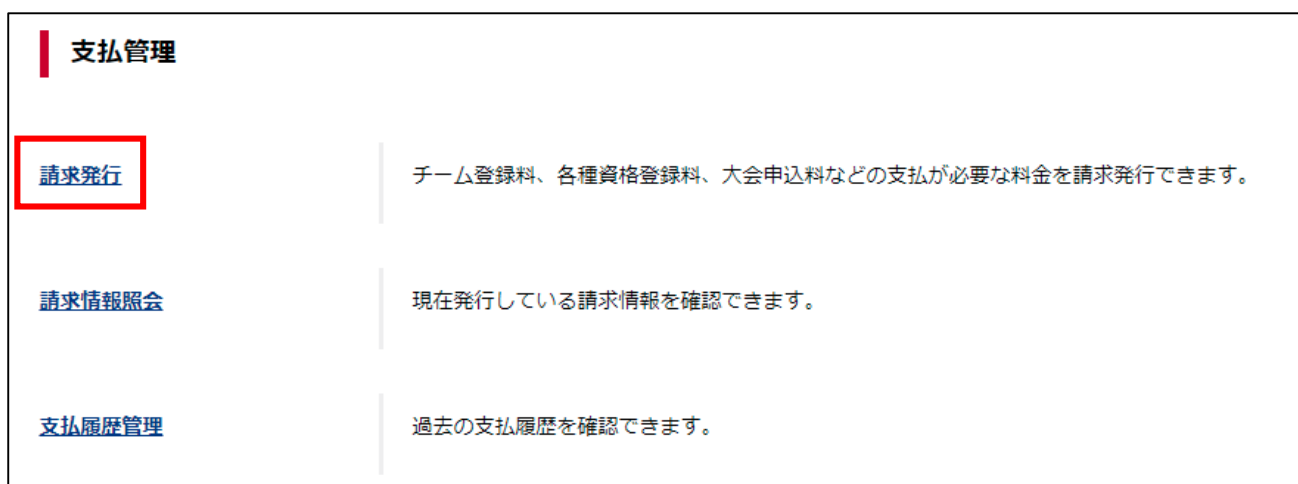 支払管理
請求発行
チーム登録料、各種資格登録料、大会申込料などの支払が必要な料金を請求発行できます。
請求情報照会
現在発行している請求情報を確認できます。
支払履歴管理
過去の支払履歴を確認できます。